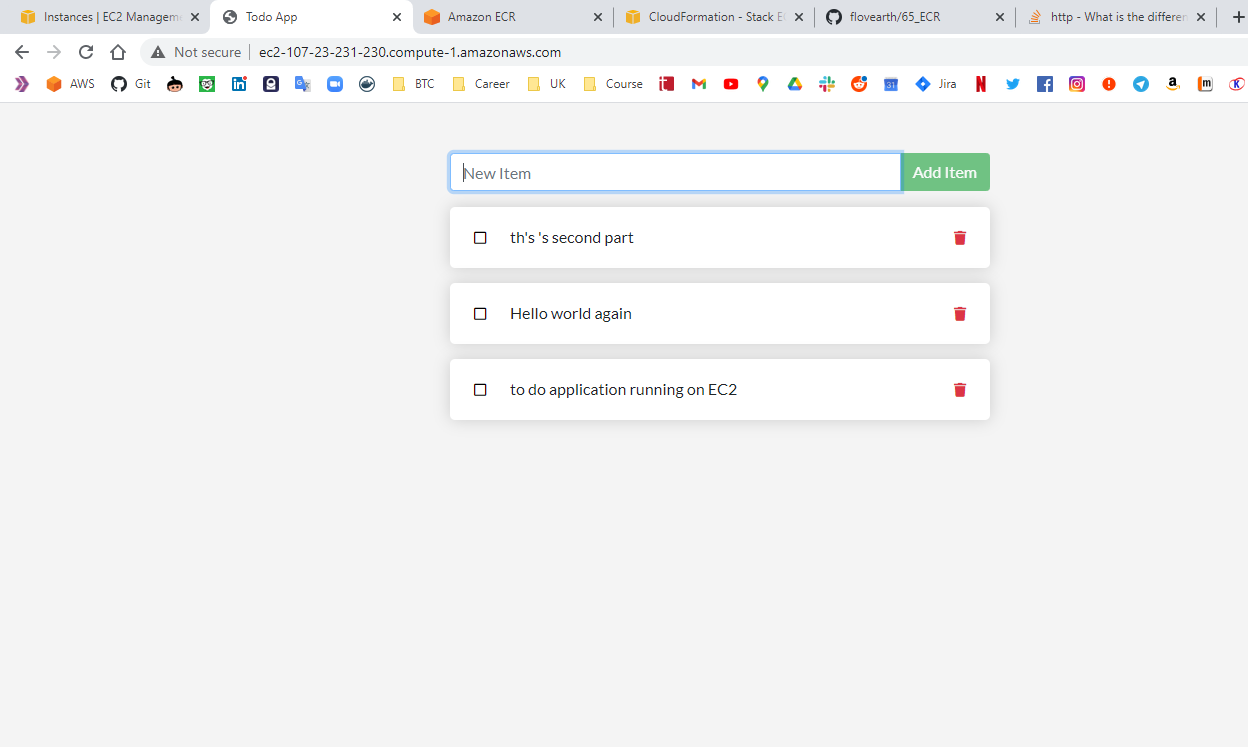 Instances | EC2 Managem
Todo App
Amazon ECR
CloudFormation - Stack E
flovearth/65_ECR
http - What is the differen
Not secure
ec2-107-23-231-230.compute-1.amazonaws.com
AWS
Git
BTC
Career
UK
Course
31
Jira
New Item
Add Item
th's 's second part
Hello world again
to do application running on EC2